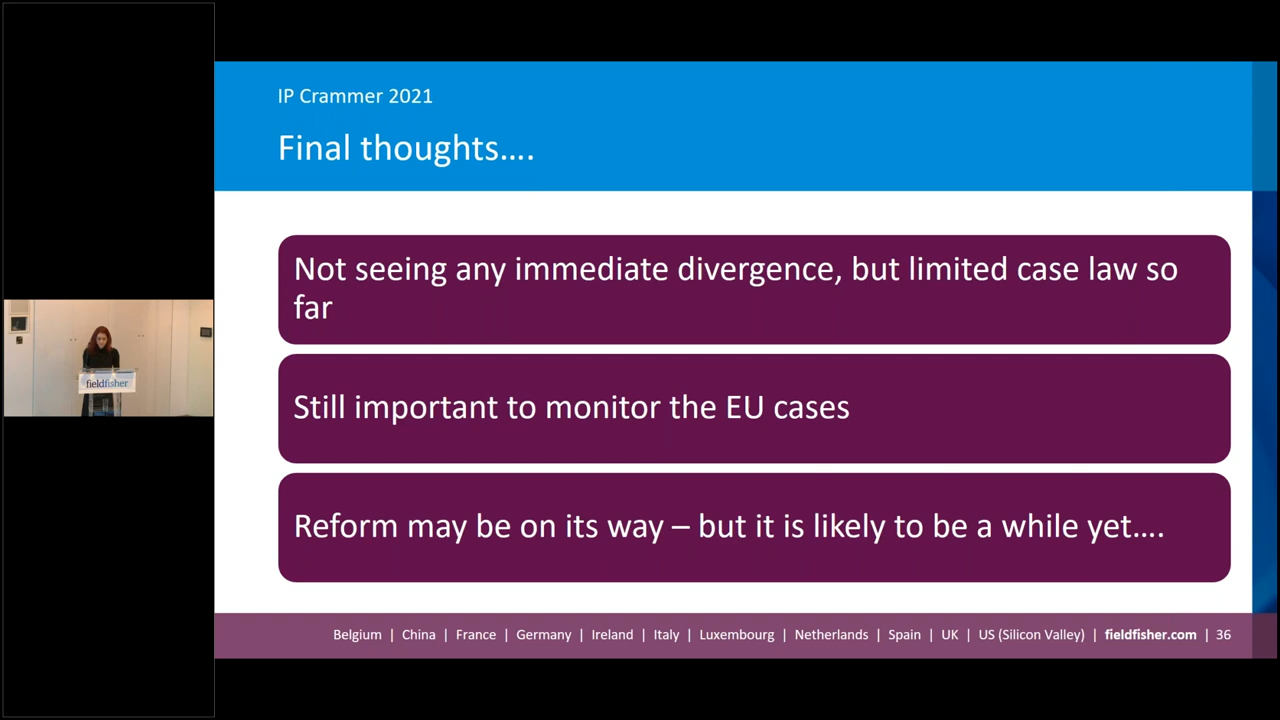 IP Crammer 2021
Final thoughts....
Not seeing any immediate divergence, but limited case law so
far
Still important to monitor the EU cases
Reform may be on its way – but it is likely to be a while yet....
fieldfisher
Belgium | China | France | Germany | Ireland | Italy | Luxembourg | Netherlands | Spain | UK | US (Silicon Valley) | fieldfisher.com | 36